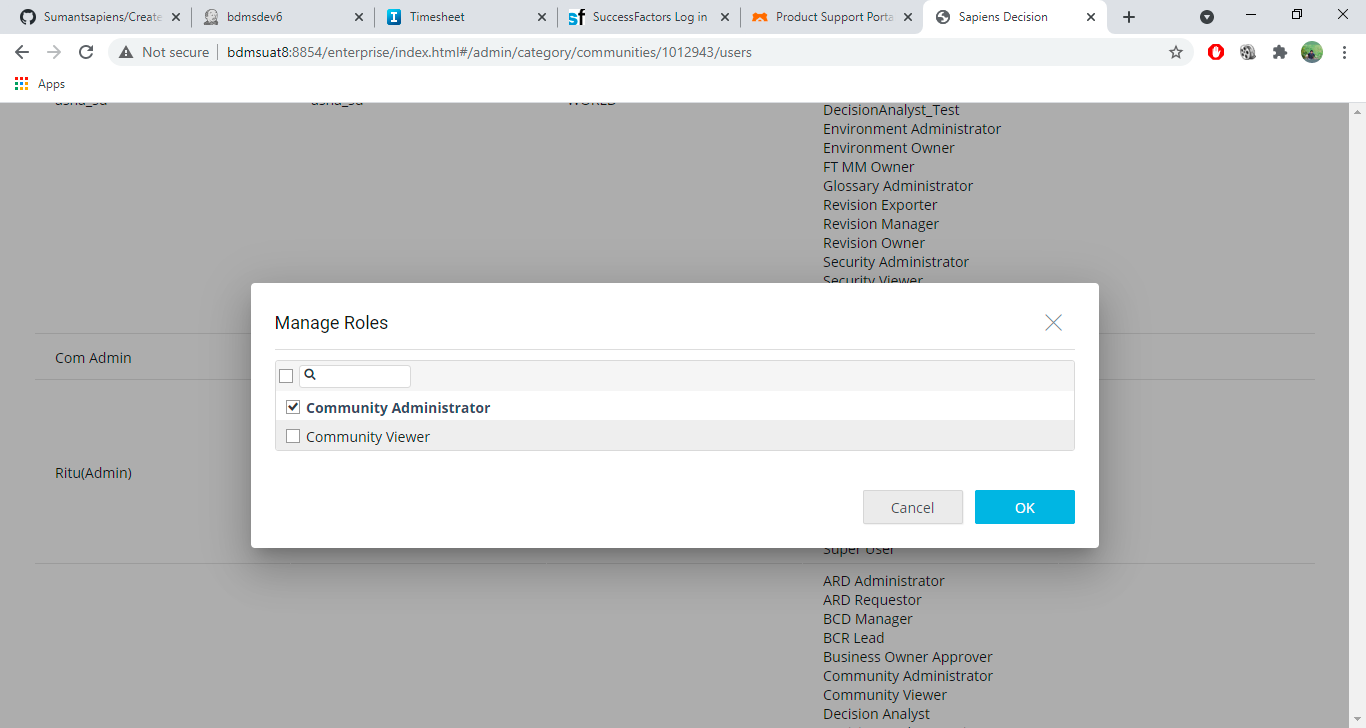 Sumantsapiens/Create
bdmsdev6
Timesheet
SuccessFactors Log in
Product Support Porta
Sapiens Decision
Not secure
bdmsuat8:8854/enterprise/index.html#/admin/category/communities/1012943/users
Apps
WORLD
DecisionAnalyst_Test
Environment Administrator
Environment Owner
FT MM Owner
Glossary Administrator
Revision Exporter
Revision Manager
Revision Owner
Security Administrator
Security Viewer
Manage Roles
Com Admin
Community Administrator
Community Viewer
Ritu(Admin)
Cancel
OK
Super User
ARD Administrator
ARD Requestor
BCD Manager
BCR Lead
Business Owner Approver
Community Administrator
Community Viewer
Decision Analyst